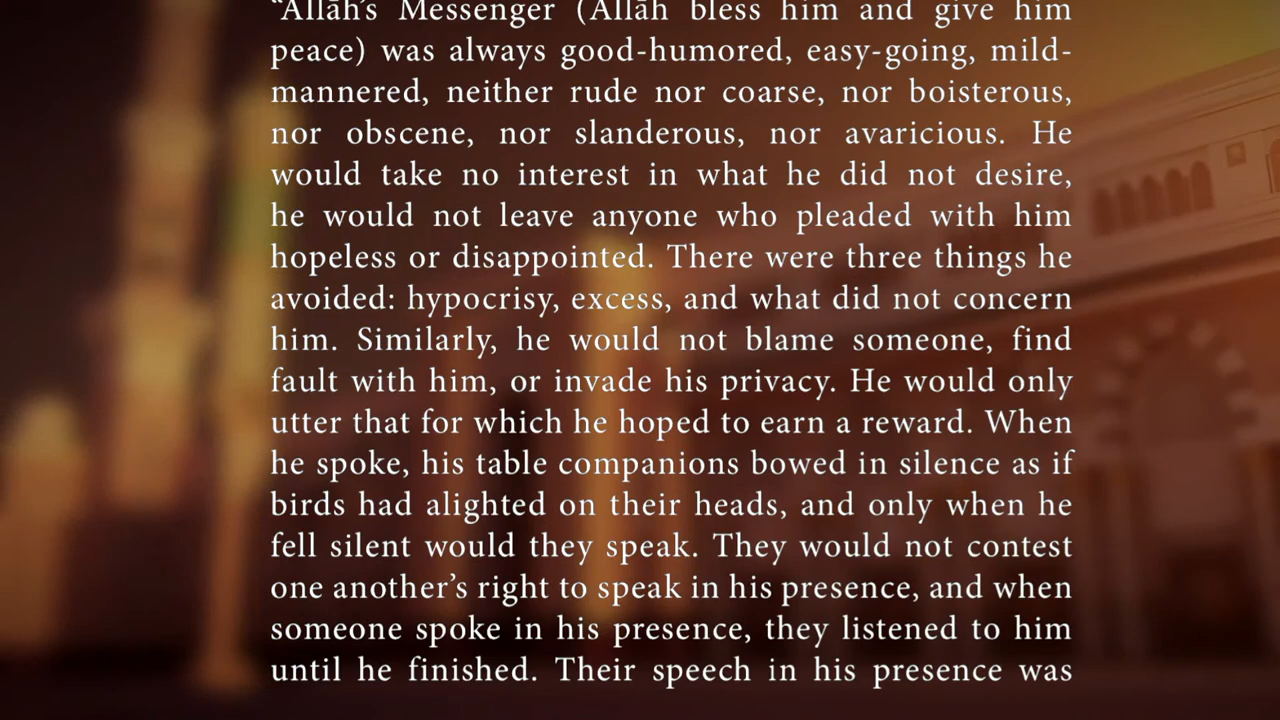 “Allāh’s Messenger (Allāh bless him and give him
peace) was always good-humored, easy-going, mild-
mannered, neither rude nor coarse, nor boisterous,
nor obscene, nor slanderous, nor avaricious. He
would take no interest in what he did not desire,
he would not leave anyone who pleaded with him
hopeless or disappointed. There were three things he
avoided: hypocrisy, excess, and what did not concern
him. Similarly, he would not blame someone, find
fault with him, or invade his privacy. He would only
utter that for which he hoped to earn a reward. When
he spoke, his table companions bowed in silence as if
birds had alighted on their heads, and only when he
fell silent would they speak. They would not contest
one another’s right to speak in his presence, and when
someone spoke in his presence, they listened to him
until he finished. Their speech in his presence was